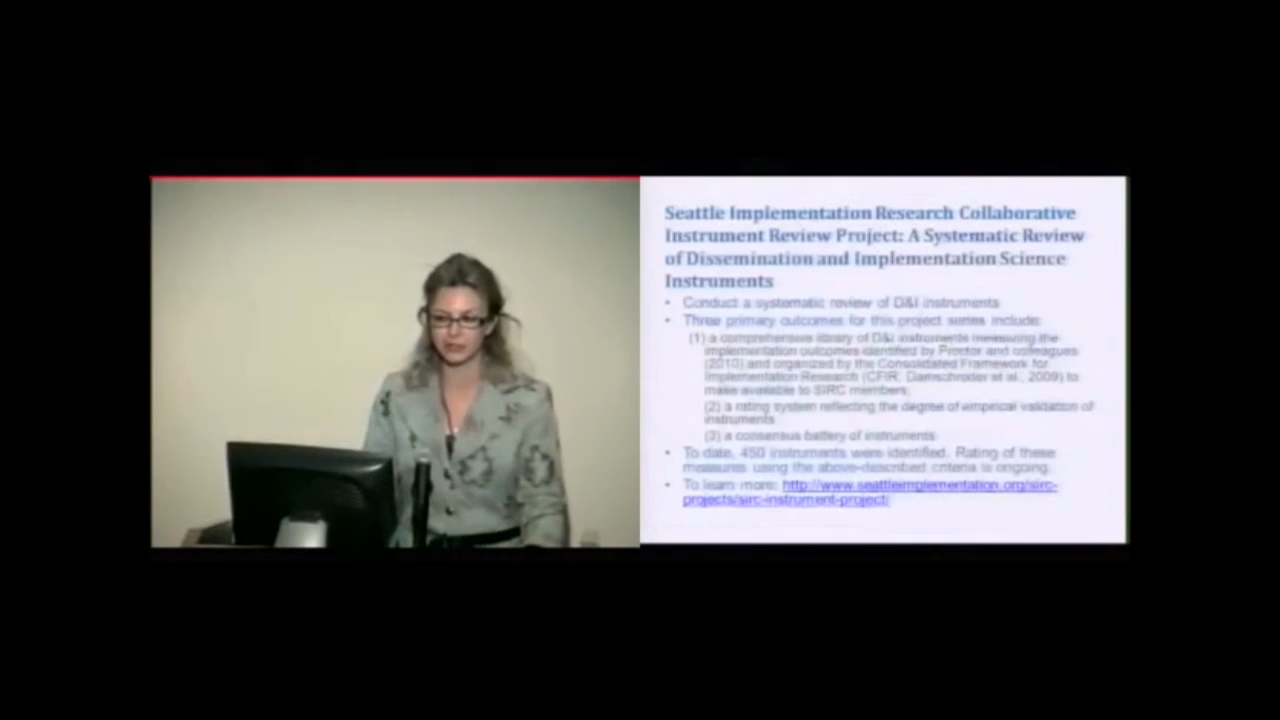 Seattle Implementation Research Collaborative
Instrument Review Project: A Systematic Review
of Dissemination and Implementation Science
Instruments
• Conduct a systematic review of D&I instruments
• Three primary outcomes for this project series include:
(1) a comprehensive library of D&I instruments measuring the
implementation outcomes identified by Proctor and colleagues
(2010) and organized by the Consolidated Framework for
Implementation Research (CFIR; Damschroder et al., 2009) to
make available to SIRC members;
(2) a rating system reflecting the degree of empirical validation of
instruments
(3) a consensus battery of instruments
• To date, 450 instruments were identified. Rating of these
measures using the above-described criteria is ongoing.
• To learn more: http://www.seattleimplementation.org/sirc-
projects/sirc-instrument-project/